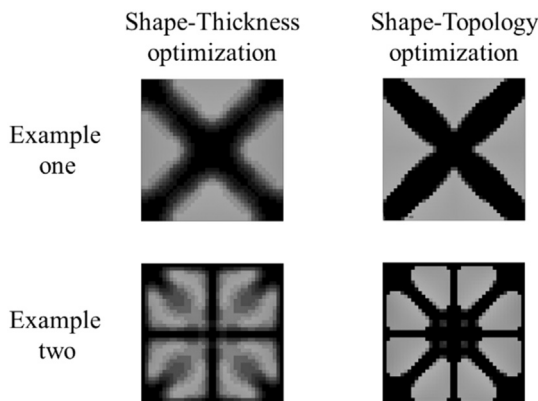 Shape-Thickness
optimization
Shape-Topology
optimization
Example
one
Example
two